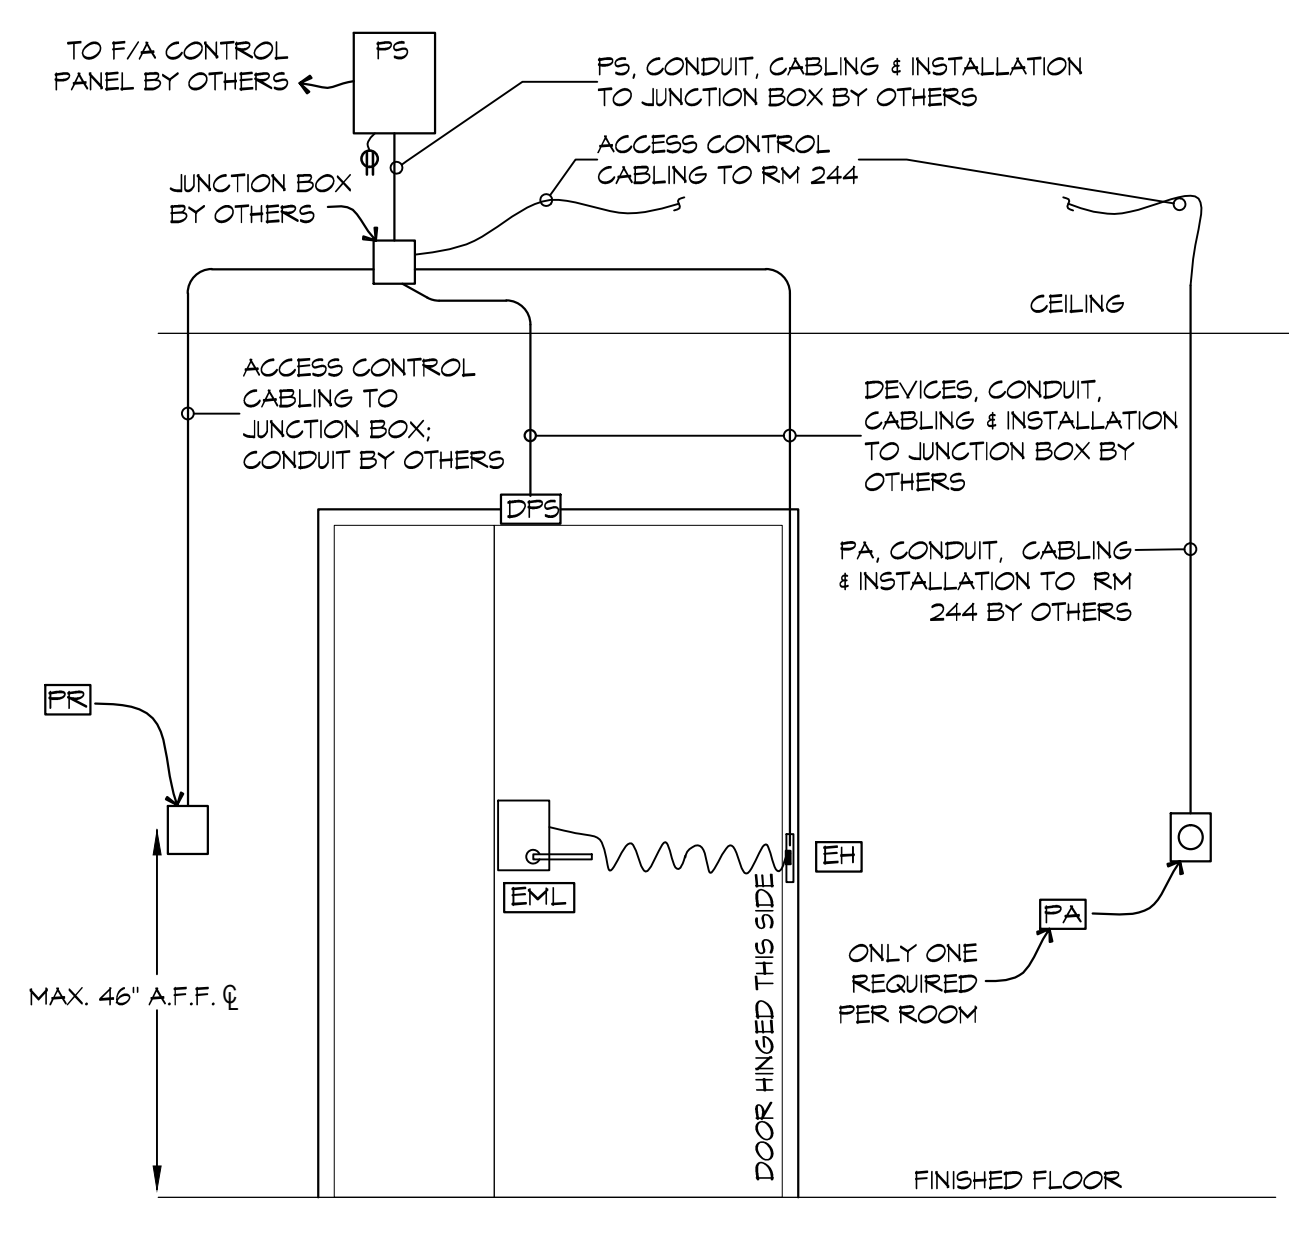 TO F/A CONTROL
PANEL BY OTHERS
PS
PS, CONDUIT, CABLING & INSTALLATION
TO JUNCTION BOX BY OTHERS
ACCESS CONTROL
CABLING TO RM 244
JUNCTION BOX
BY OTHERS
CEILING
ACCESS CONTROL
CABLING TO
JUNCTION BOX;
CONDUIT BY OTHERS
DEVICES, CONDUIT,
CABLING & INSTALLATION
TO JUNCTION BOX BY
OTHERS
DPS
PA, CONDUIT, CABLING
& INSTALLATION TO RM
244 BY OTHERS
PR
EH
EML
PA
DOOR HINGED THIS SIDE
ONLY ONE
REQUIRED
PER ROOM
MAX. 46" A.F.F. ℄
FINISHED FLOOR